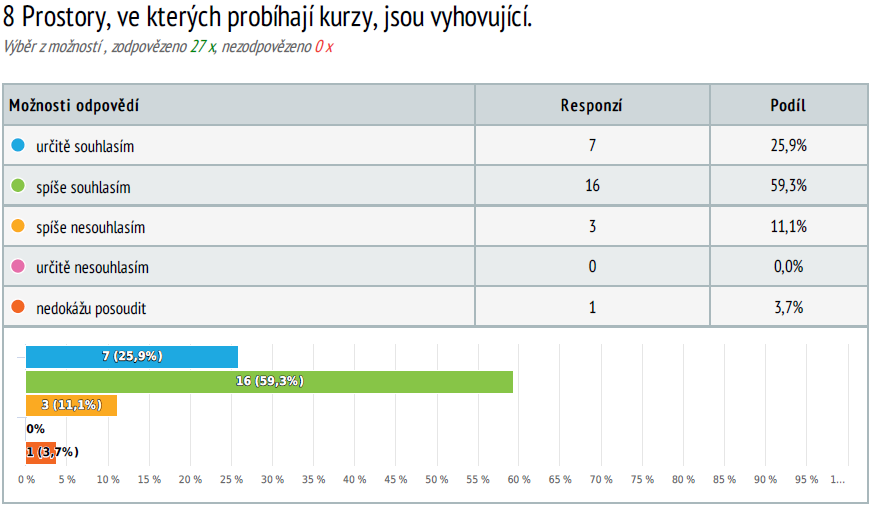 8 Prostory, ve kterých probíhají kurzy, jsou vyhovující.
Výběr z možností , zodpovězeno 27 x, nezodpovězeno 0 x
Možnosti odpovědí Responzí Podíl
určitě souhlasím 7 25,9%
spíše souhlasím 16 59,3%
spíše nesouhlasím 3 11,1%
určitě nesouhlasím 0 0,0%
nedokážu posoudit 1 3,7%
7 (25,9%)
16 (59,3%)
3 (11,1%)
0%
1 (3,7%)
0 % 5 % 10 % 15 % 20 % 25 % 30 % 35 % 40 % 45 % 50 % 55 % 60 % 65 % 70 % 75 % 80 % 85 % 90 % 95 % 1...